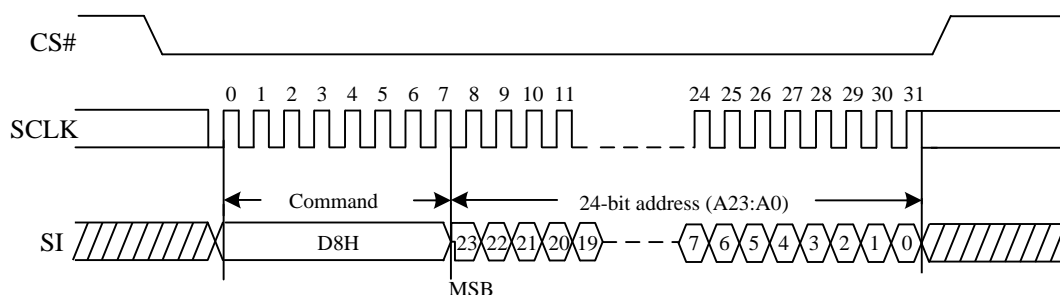 CS#
0 1 2 3 4 5 6 7 8 9 10 11 24 25 26 27 28 29 30 31
SCLK
Command 24-bit address (A23:A0)
SI D8H 23 22 21 20 19 7 6 5 4 3 2 1 0
MSB